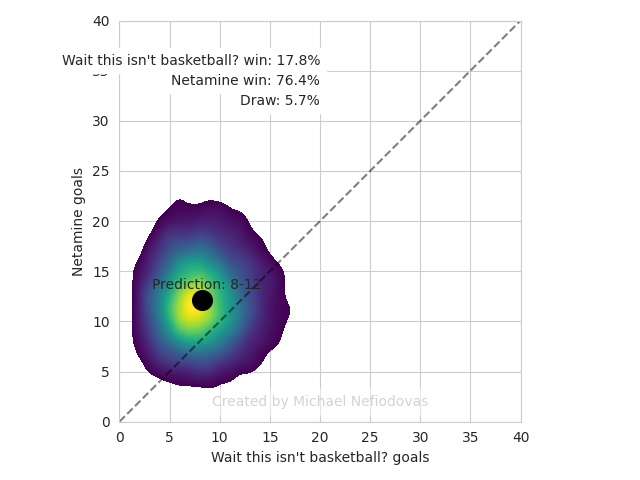 40
Wait this isn't basketball? win: 17.8%
35
Netamine win: 76.4%
Draw: 5.7%
30
25
20
15
Prediction: 8-12
10
5
Created by Michael Nefiodovas
0
0 5 10 15 20 25 30 35 40
Wait this isn't basketball? goals
Netamine goals